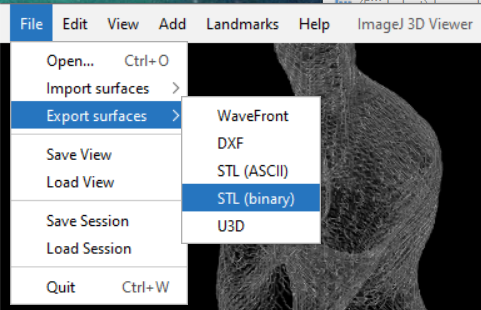 File Edit View Add Landmarks Help ImageJ 3D Viewer
Open... Ctrl+O
Import surfaces
Export surfaces
WaveFront
DXF
STL (ASCII)
STL (binary)
U3D
Save View
Load View
Save Session
Load Session
Quit Ctrl+W